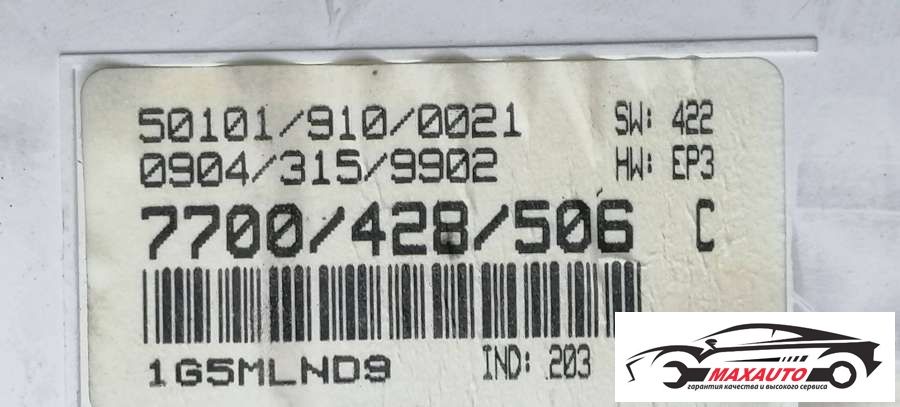 50101/910/0021 SW: 422
0904/315/9902 HW: EP3
7700/428/506 C
1G5MLND9 IND: 203
MAXAUTO
гарантия качества и высокого сервиса